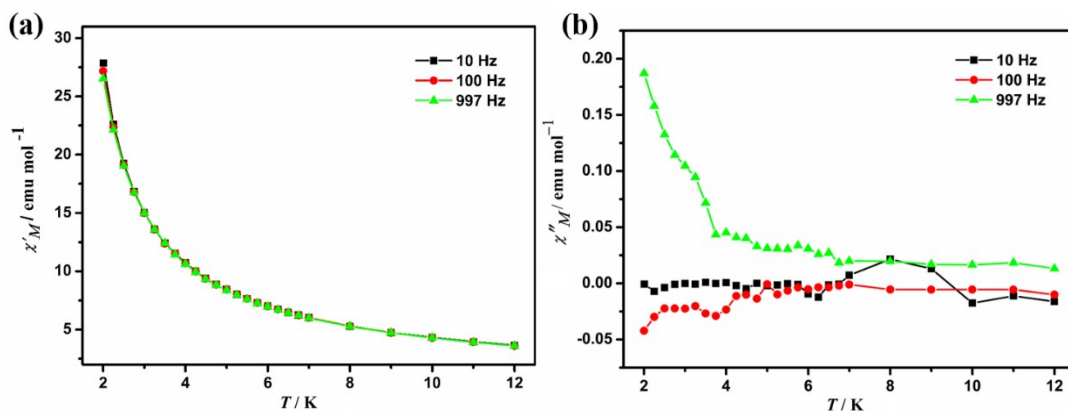 (a)
30
25
20
15
10
5
χ′M / emu mol⁻¹
10 Hz
100 Hz
997 Hz
2 4 6 8 10 12
T / K
(b)
0.20
0.15
0.10
0.05
0.00
-0.05
χ″M / emu mol⁻¹
10 Hz
100 Hz
997 Hz
2 4 6 8 10 12
T / K